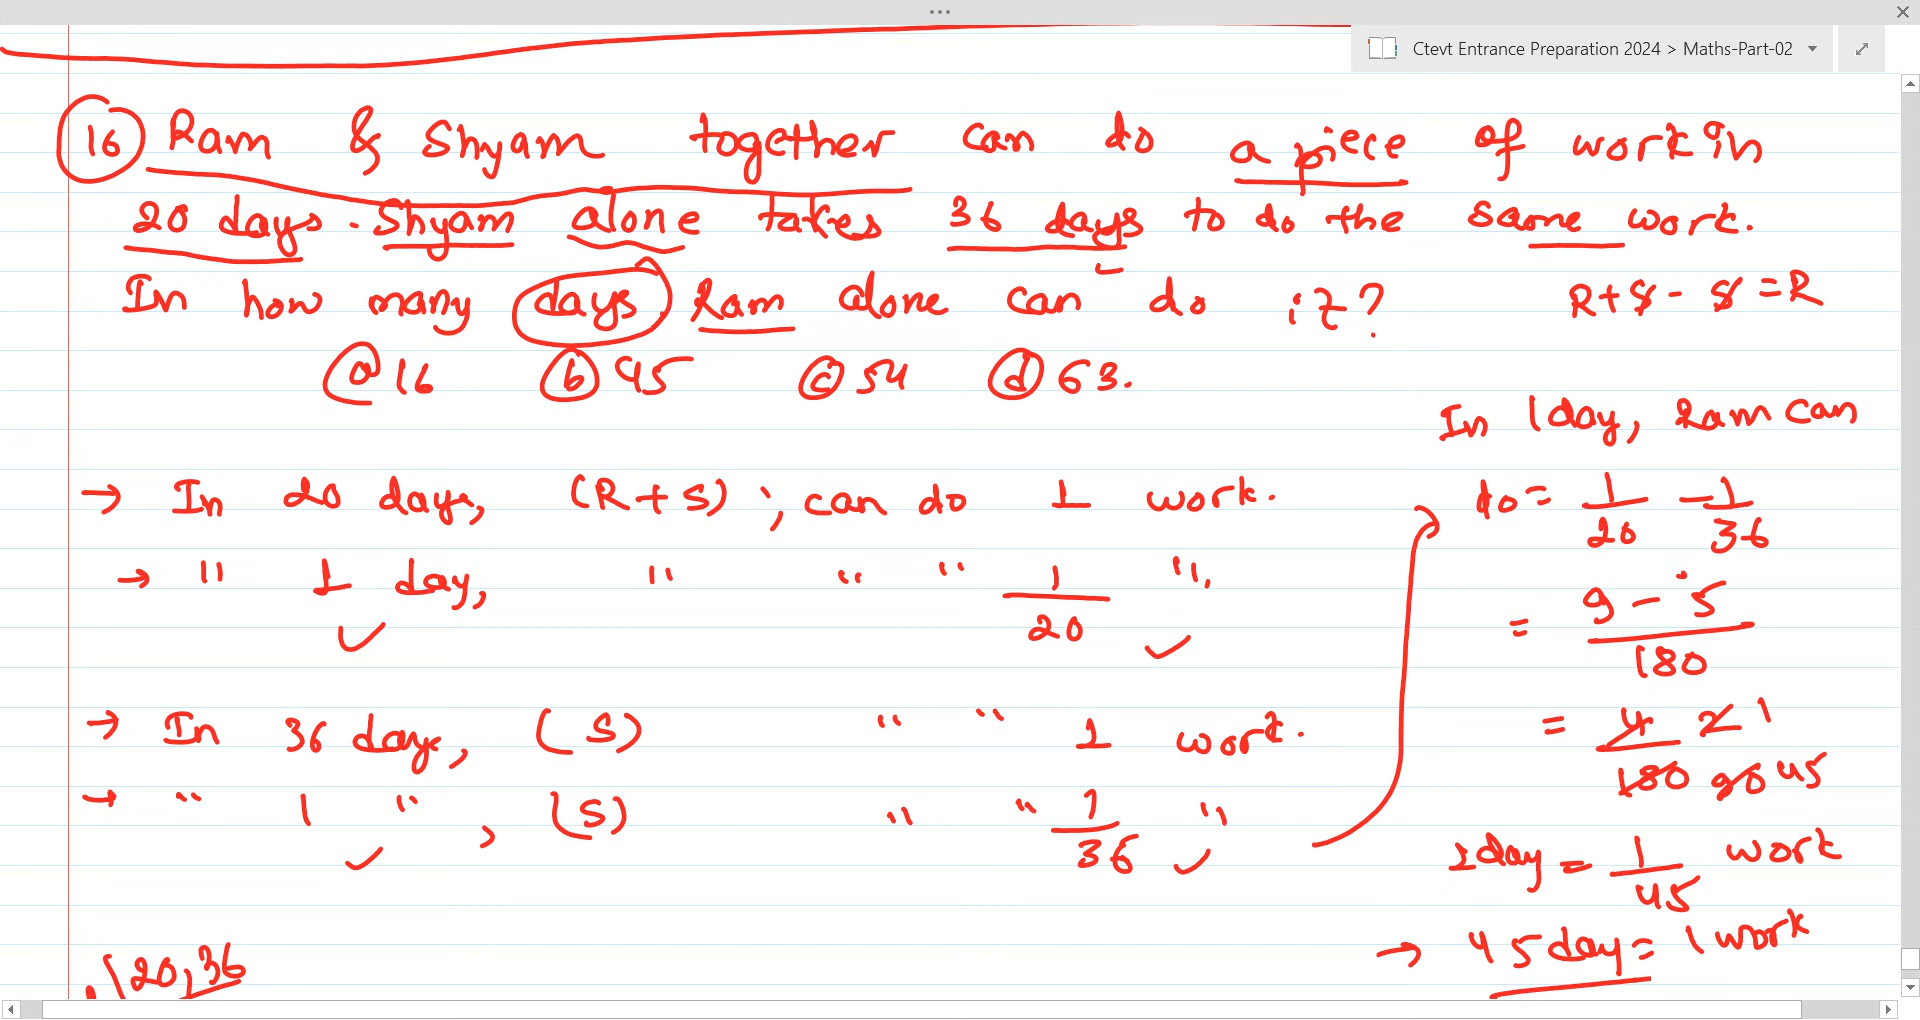 Ctevt Entrance Preparation 2024 > Maths-Part-02
16 Ram & Shyam together can do a piece of work in
20 days. Shyam alone takes 36 days to do the same work.
In how many days Ram alone can do it?
R+S - S = R
(a) 16 (b) 45 (c) 54 (d) 63.
→ In 20 days, (R+S), can do 1 work.
→ " 1 day, " " " 1/20 ".
→ In 36 days, (S) " " 1 work.
→ " 1 ", (S) " " 1/36 "
20, 36
In 1 day, Ram can
do = 1/20 - 1/36
= 9 - 5 / 180
= 4 2 1 / 180 90 45
1 day = 1/45 work
→ 45 day = 1 work